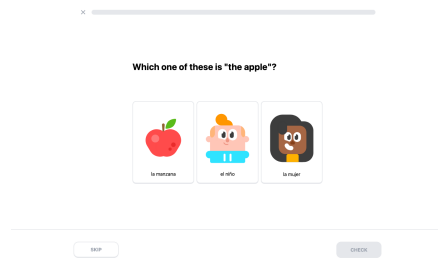 Which one of these is "the apple"?
la manzana
el niño
la mujer
SKIP
CHECK